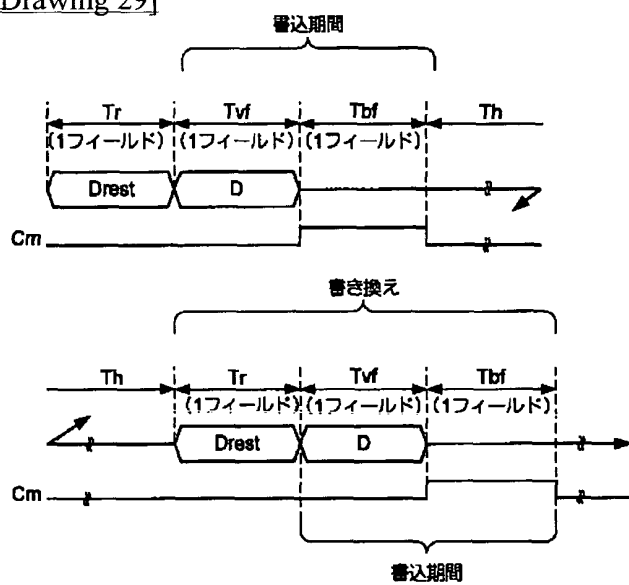 Drawing 29]
書込期間
Tr Tvf Tbf Th
(1フィールド) (1フィールド) (1フィールド)
Drest D
Cm
書き換え
Th Tr Tvf Tbf
(1フィールド) (1フィールド) (1フィールド)
Drest D
Cm
書込期間